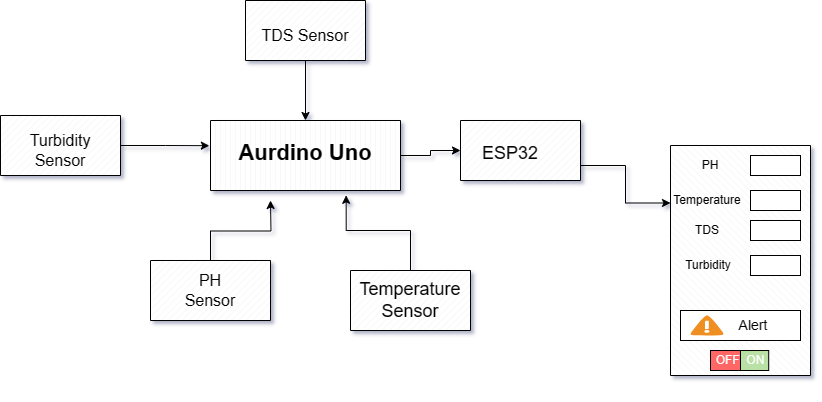 TDS Sensor
Turbidity
Sensor
Aurdino Uno
ESP32
PH
Sensor
Temperature
Sensor
PH
Temperature
TDS
Turbidity
Alert
OFF ON